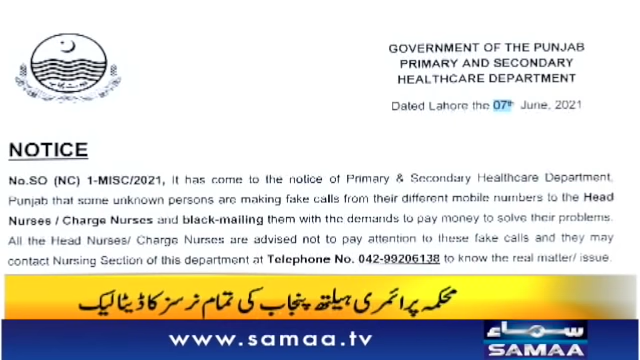 GOVERNMENT OF THE PUNJAB
PRIMARY AND SECONDARY
HEALTHCARE DEPARTMENT
Dated Lahore the 07th June, 2021
NOTICE
No.SO (NC) 1-MISC/2021, It has come to the notice of Primary & Secondary Healthcare Department,
Punjab that some unknown persons are making fake calls from their different mobile numbers to the Head
Nurses / Charge Nurses and black-mailing them with the demands to pay money to solve their problems.
All the Head Nurses/ Charge Nurses are advised not to pay attention to these fake calls and they may
contact Nursing Section of this department at Telephone No. 042-99206138 to know the real matter/ issue.
محکمہ پرائمری ہیلتھ پنجاب کی تمام نرسز کا ڈیٹا لیک
www.samaa.tv
سماء
SAMAA